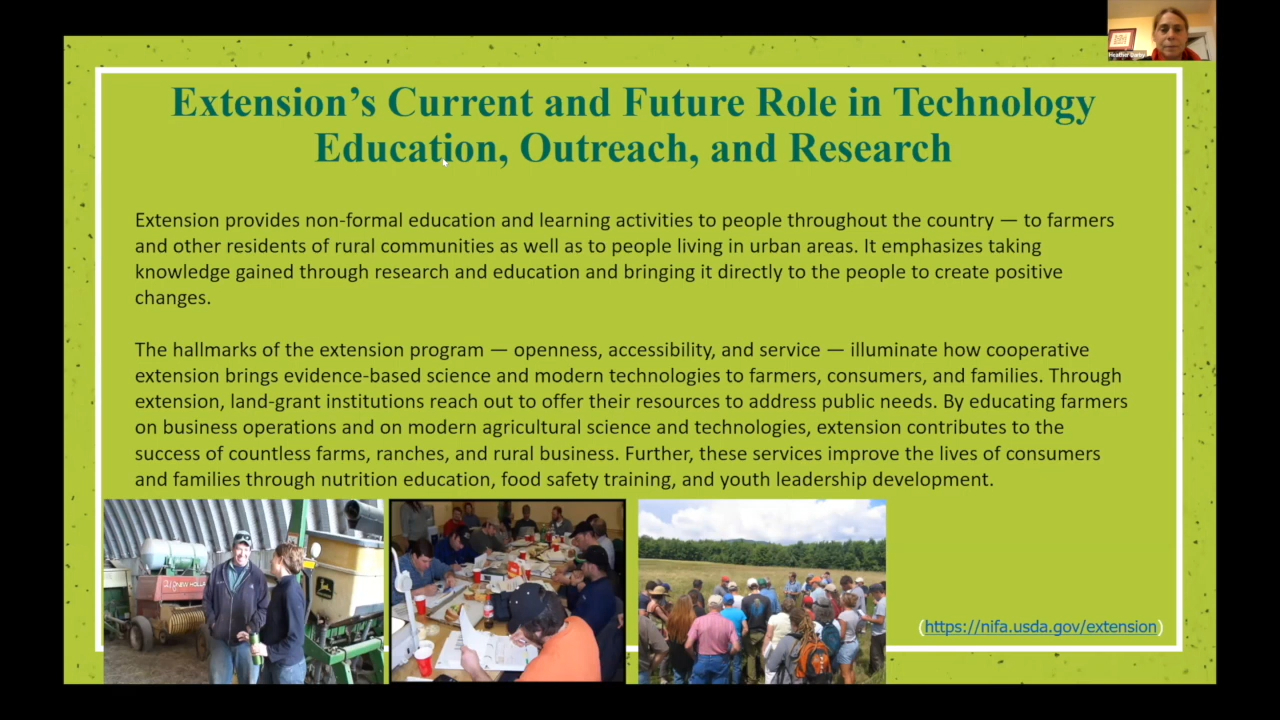 Heather Darby
Extension's Current and Future Role in Technology
Education, Outreach, and Research
Extension provides non-formal education and learning activities to people throughout the country — to farmers
and other residents of rural communities as well as to people living in urban areas. It emphasizes taking
knowledge gained through research and education and bringing it directly to the people to create positive
changes.
The hallmarks of the extension program — openness, accessibility, and service — illuminate how cooperative
extension brings evidence-based science and modern technologies to farmers, consumers, and families. Through
extension, land-grant institutions reach out to offer their resources to address public needs. By educating farmers
on business operations and on modern agricultural science and technologies, extension contributes to the
success of countless farms, ranches, and rural business. Further, these services improve the lives of consumers
and families through nutrition education, food safety training, and youth leadership development.
(https://nifa.usda.gov/extension)